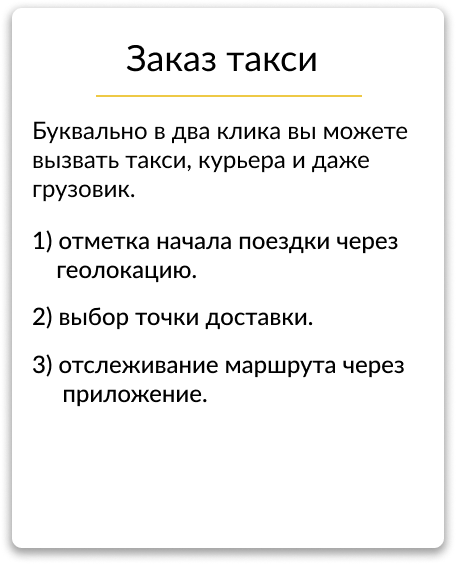 Заказ такси
Буквально в два клика вы можете
вызвать такси, курьера и даже
грузовик.
1) отметка начала поездки через
геолокацию.
2) выбор точки доставки.
3) отслеживание маршрута через
приложение.